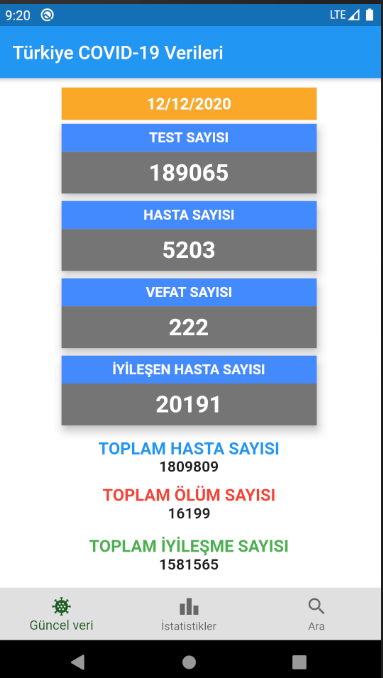 9:20
LTE
Türkiye COVID-19 Verileri
12/12/2020
TEST SAYISI
189065
HASTA SAYISI
5203
VEFAT SAYISI
222
İYİLEŞEN HASTA SAYISI
20191
TOPLAM HASTA SAYISI
1809809
TOPLAM ÖLÜM SAYISI
16199
TOPLAM İYİLEŞME SAYISI
1581565
Güncel veri
İstatistikler
Ara